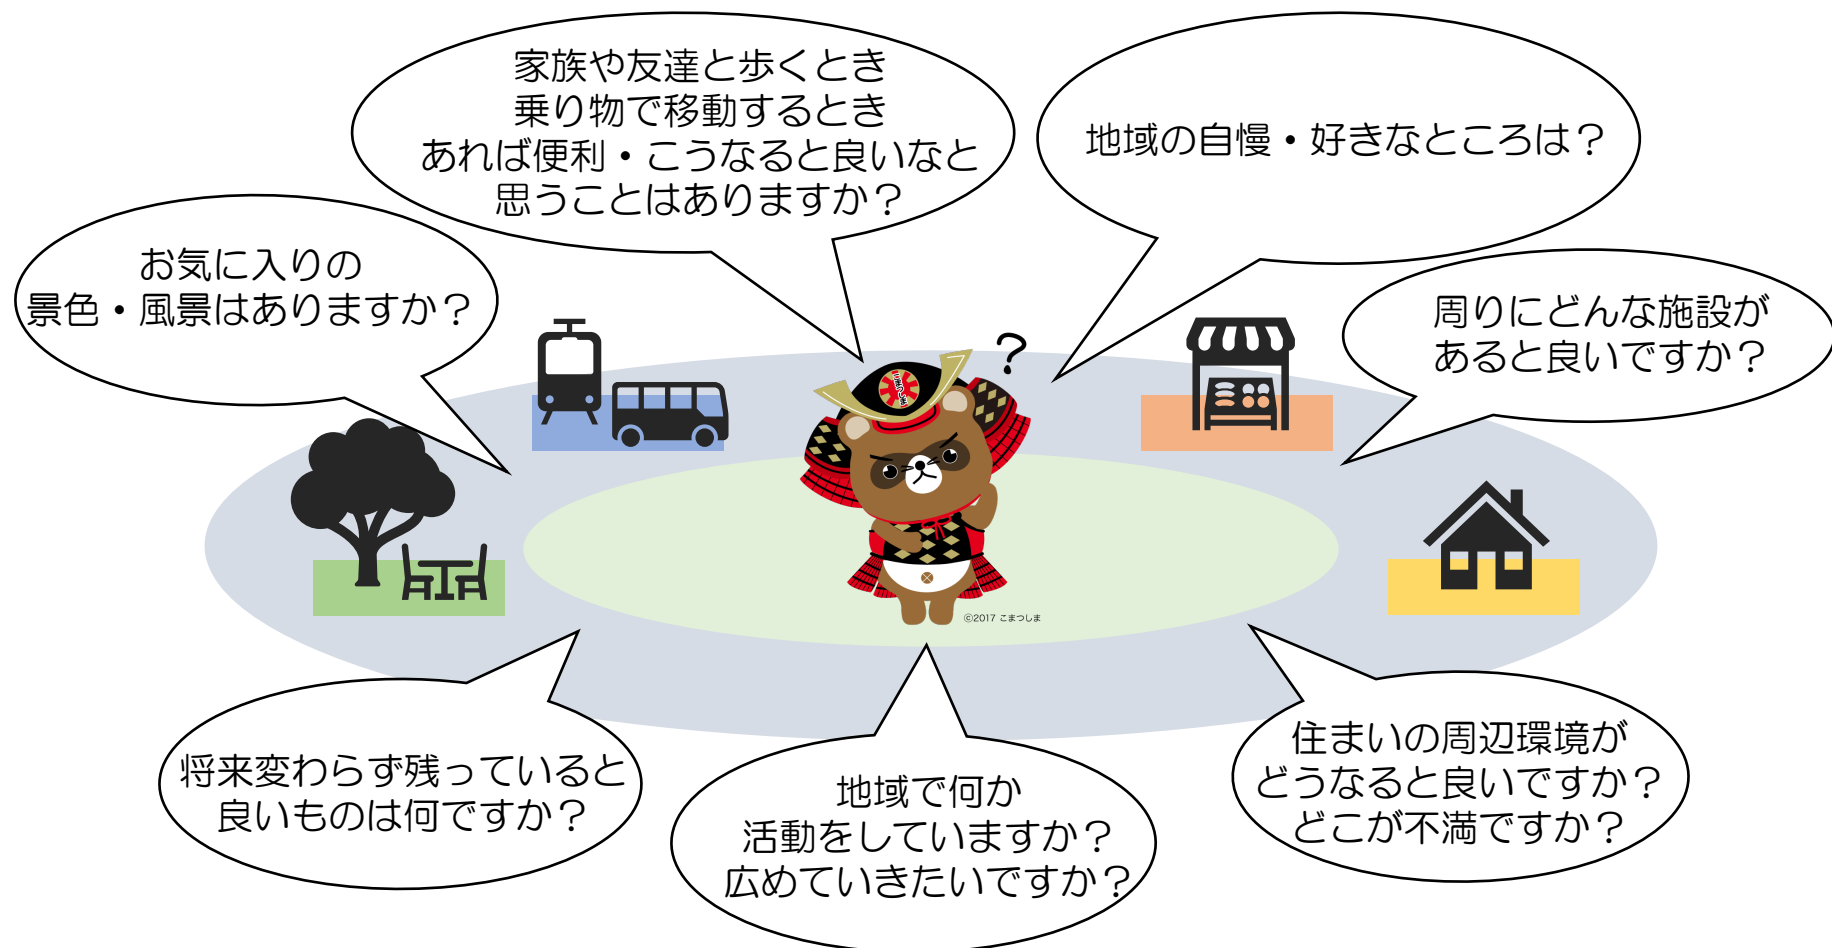 家族や友達と歩くとき
乗り物で移動するとき
あれば便利・こうなると良いなと
思うことはありますか？
地域の自慢・好きなところは？
お気に入りの
景色・風景はありますか？
周りにどんな施設が
あると良いですか？
?
©2017 こまつしま
将来変わらず残っていると
良いものは何ですか？
地域で何か
活動をしていますか？
広めていきたいですか？
住まいの周辺環境が
どうなると良いですか？
どこが不満ですか？